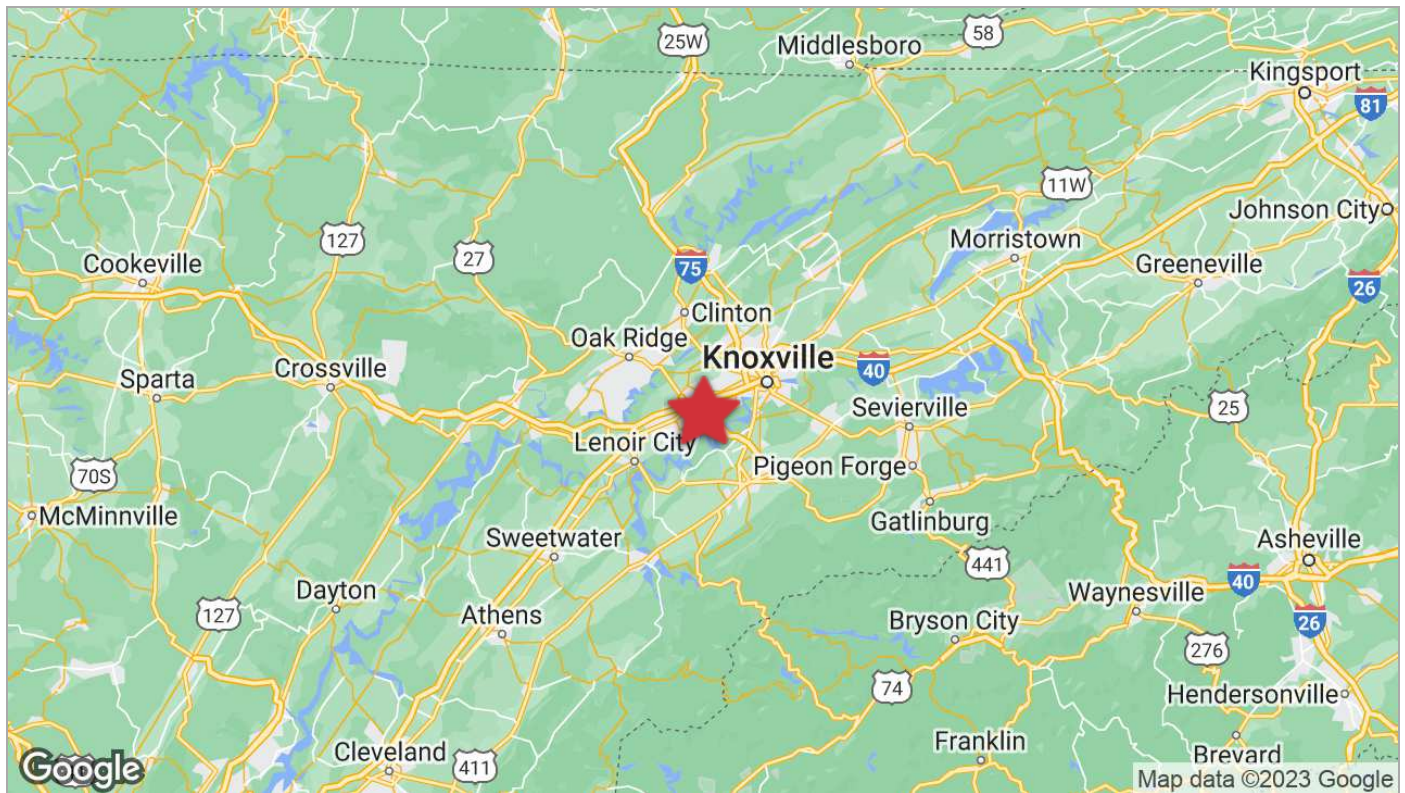 25W
Middlesboro
58
Kingsport
81
11W
Johnson City
127
27
Morristown
Cookeville
75
Greeneville
26
Clinton
Oak Ridge
Knoxville
Crossville
40
Sparta
Sevierville
25
Lenoir City
Pigeon Forge
70S
McMinnville
Gatlinburg
Sweetwater
Asheville
441
40
Dayton
Waynesville
127
Athens
Bryson City
26
276
74
Hendersonville
Franklin
Cleveland
411
Brevard
Google
Map data ©2023 Google